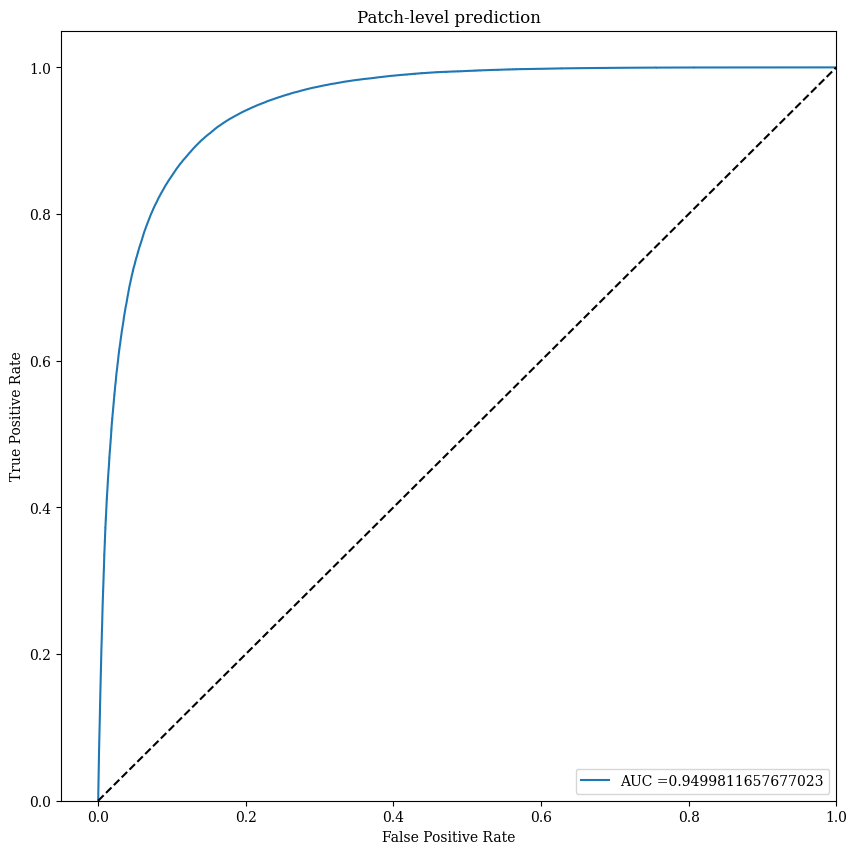 Patch-level prediction
True Positive Rate
1.0
0.8
0.6
0.4
0.2
0.0
AUC =0.9499811657677023
0.0 0.2 0.4 0.6 0.8 1.0
False Positive Rate